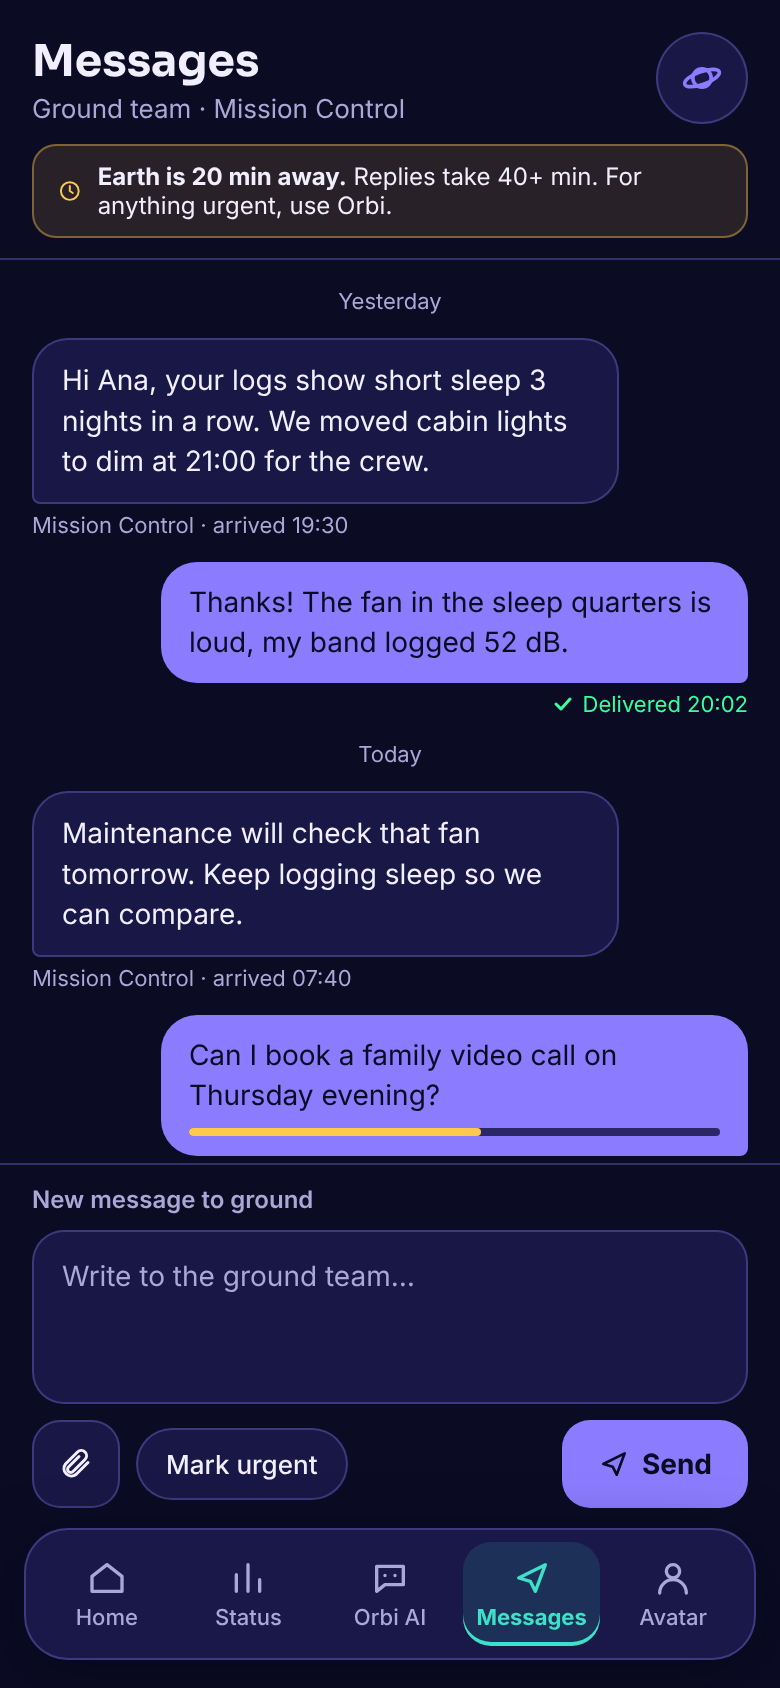 Messages
Ground team · Mission Control
Earth is 20 min away. Replies take 40+ min. For
anything urgent, use Orbi.
Yesterday
Hi Ana, your logs show short sleep 3
nights in a row. We moved cabin lights
to dim at 21:00 for the crew.
Mission Control · arrived 19:30
Thanks! The fan in the sleep quarters is
loud, my band logged 52 dB.
Delivered 20:02
Today
Maintenance will check that fan
tomorrow. Keep logging sleep so we
can compare.
Mission Control · arrived 07:40
Can I book a family video call on
Thursday evening?
New message to ground
Write to the ground team...
Mark urgent
Send
Home
Status
Orbi AI
Messages
Avatar